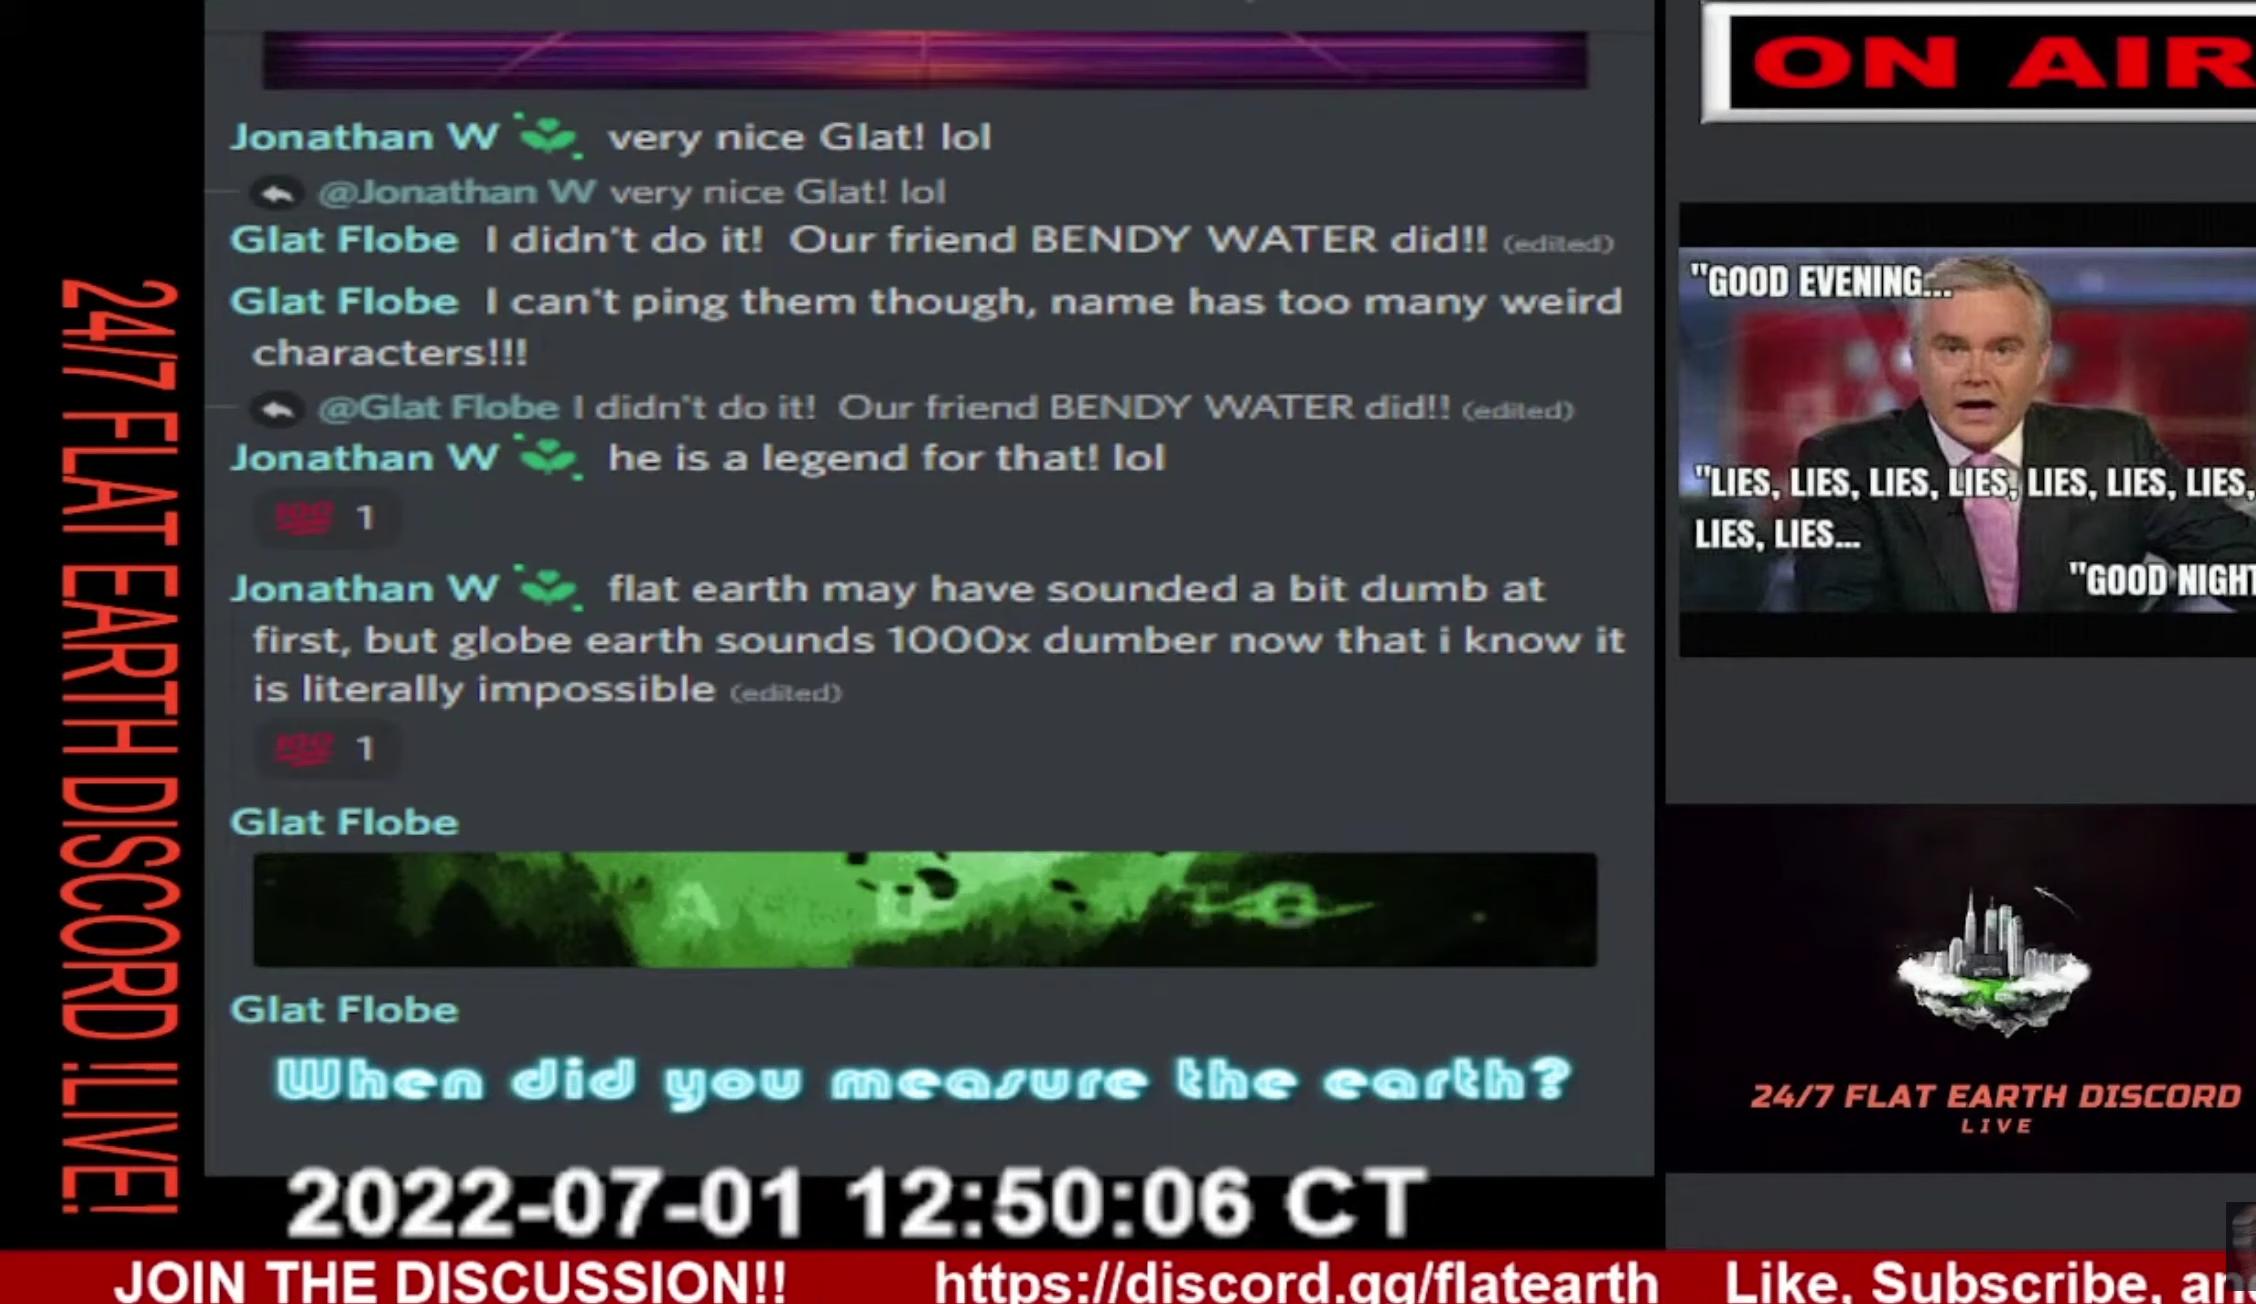 ON AIR
Jonathan W very nice Glat! lol
@Jonathan W very nice Glat! lol
Glat Flobe I didn't do it! Our friend BENDY WATER did!! (edited)
Glat Flobe I can't ping them though, name has too many weird
characters!!!
@Glat Flobe I didn't do it! Our friend BENDY WATER did!! (edited)
Jonathan W he is a legend for that! lol
100 1
Jonathan W flat earth may have sounded a bit dumb at
first, but globe earth sounds 1000x dumber now that i know it
is literally impossible (edited)
100 1
Glat Flobe
Glat Flobe
When did you measure the earth?
2022-07-01 12:50:06 CT
24/7 FLAT EARTH DISCORD !LIVE!
"GOOD EVENING...
"LIES, LIES, LIES, LIES, LIES, LIES, LIES,
LIES, LIES...
"GOOD NIGHT
24/7 FLAT EARTH DISCORD
LIVE
JOIN THE DISCUSSION!! https://discord.gg/flatearth Like, Subscribe, and